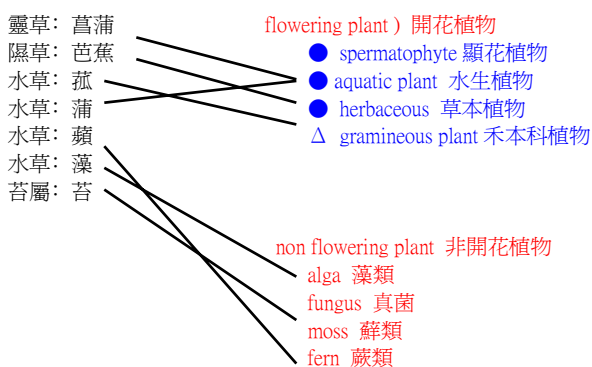 靈草：菖蒲
隰草：芭蕉
水草：菰
水草：蒲
水草：蘋
水草：藻
苔屬：苔
flowering plant ) 開花植物
● spermatophyte 顯花植物
● aquatic plant 水生植物
● herbaceous 草本植物
Δ gramineous plant 禾本科植物
non flowering plant 非開花植物
alga 藻類
fungus 真菌
moss 蘚類
fern 蕨類